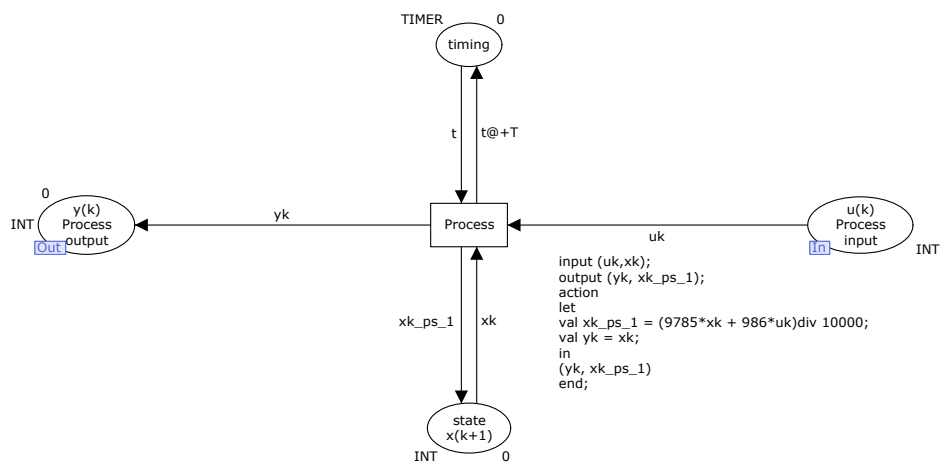 TIMER
0
timing
t
t@+T
0
INT
y(k)
Process
output
Out
yk
Process
uk
u(k)
Process
input
In
INT
input (uk,xk);
output (yk, xk_ps_1);
action
let
val xk_ps_1 = (9785*xk + 986*uk)div 10000;
val yk = xk;
in
(yk, xk_ps_1)
end;
xk_ps_1
xk
state
x(k+1)
INT
0